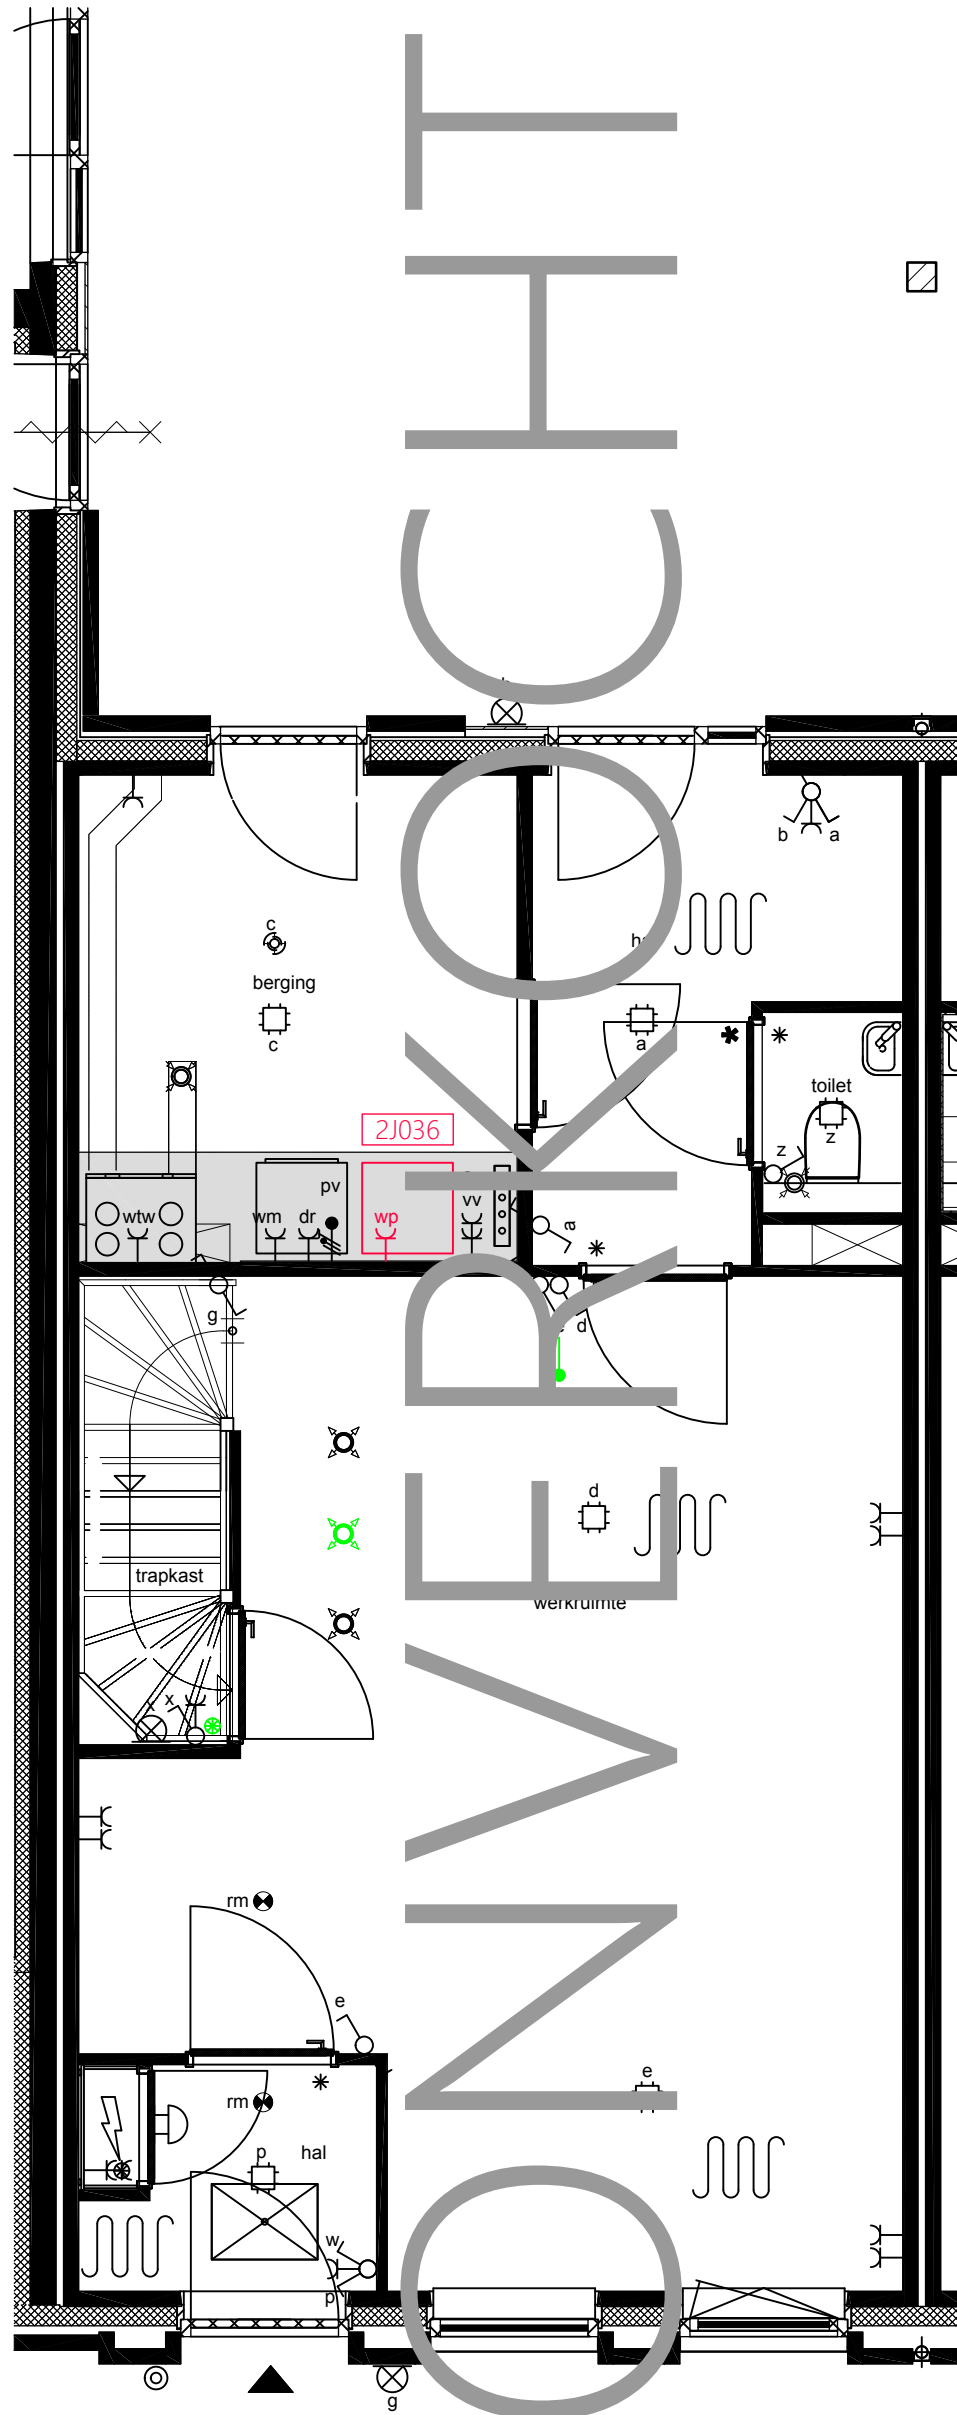 ONVERKOCHT
c
berging
c
b
a
a
toilet
z
z
2J036
pv
wtw
wm
dr
wp
vv
a
g
d
d
trapkast
werkruimte
x
x
rm
e
e
rm
p
hal
w
p
g